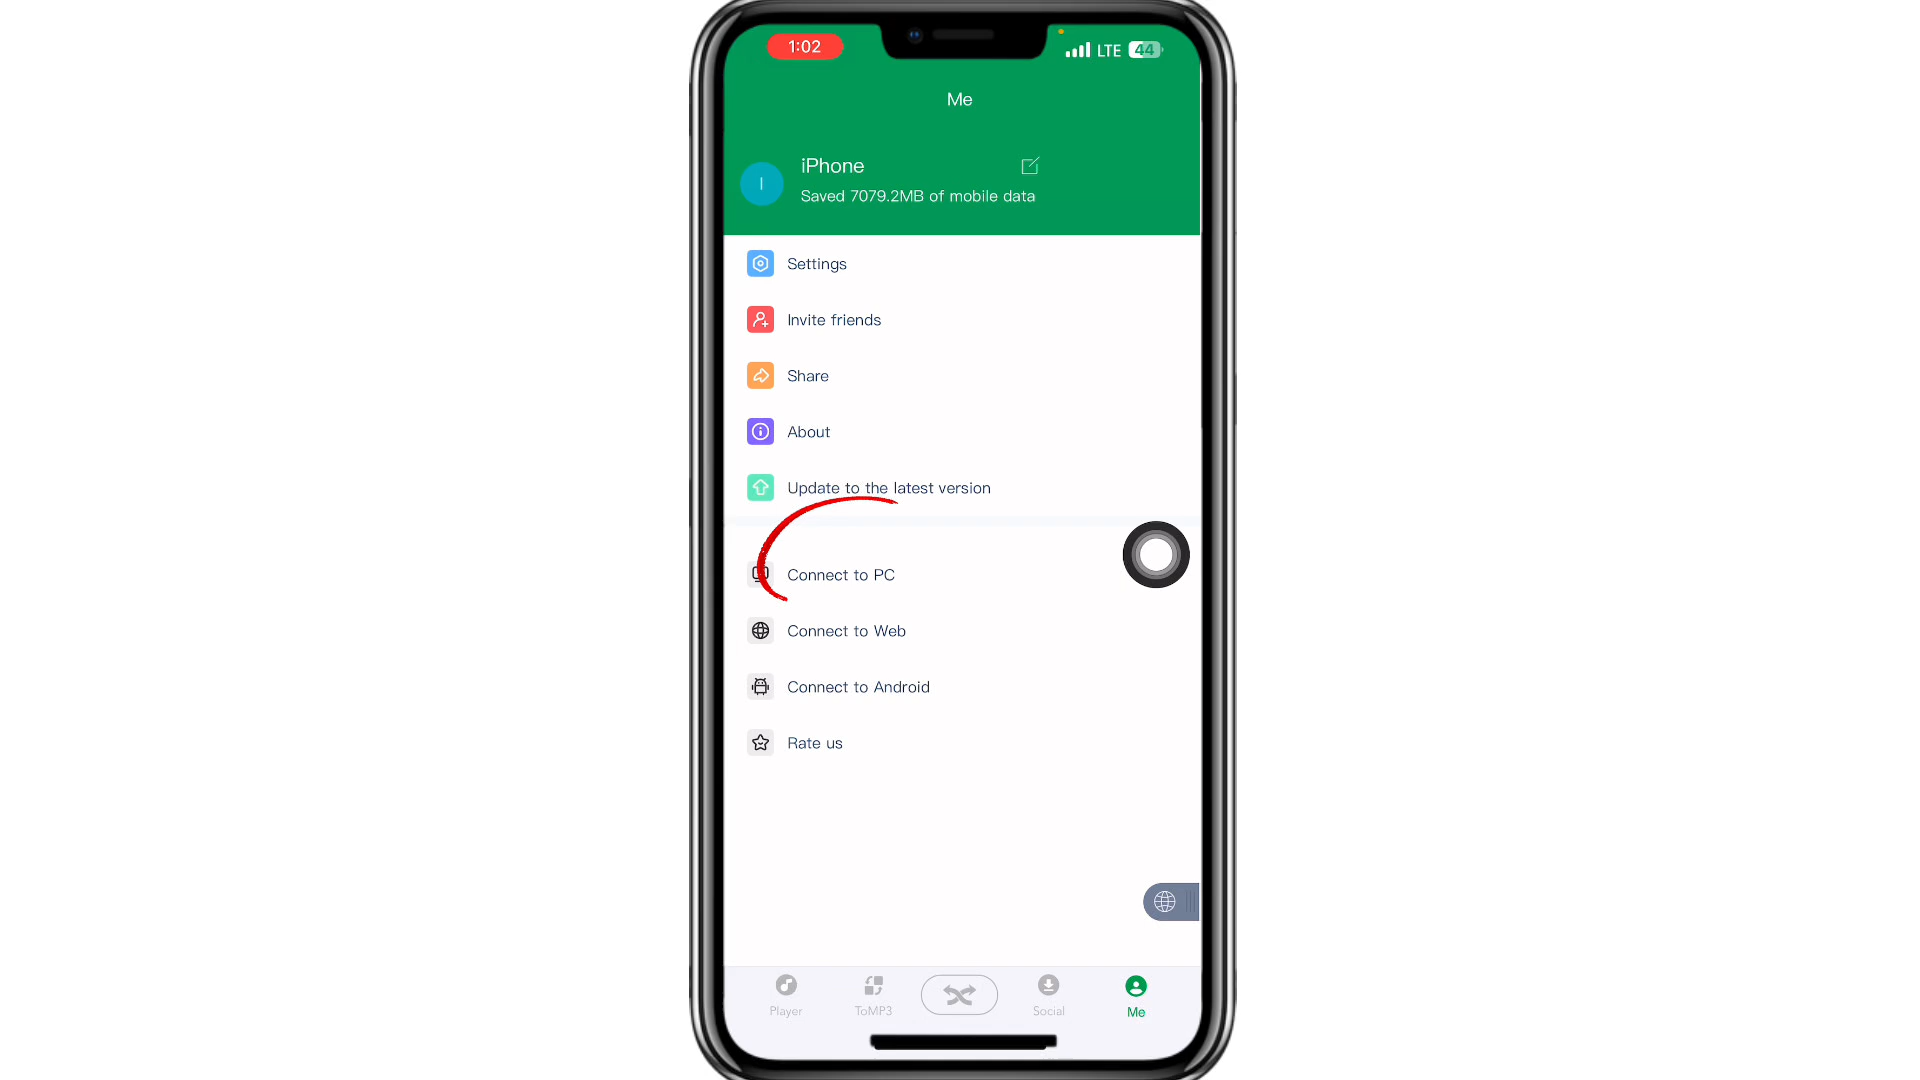 1:02
LTE
44
Me
I
iPhone
Saved 7079.2MB of mobile data
Settings
Invite friends
Share
About
Update to the latest version
Connect to PC
Connect to Web
Connect to Android
Rate us
Player
ToMP3
Social
Me